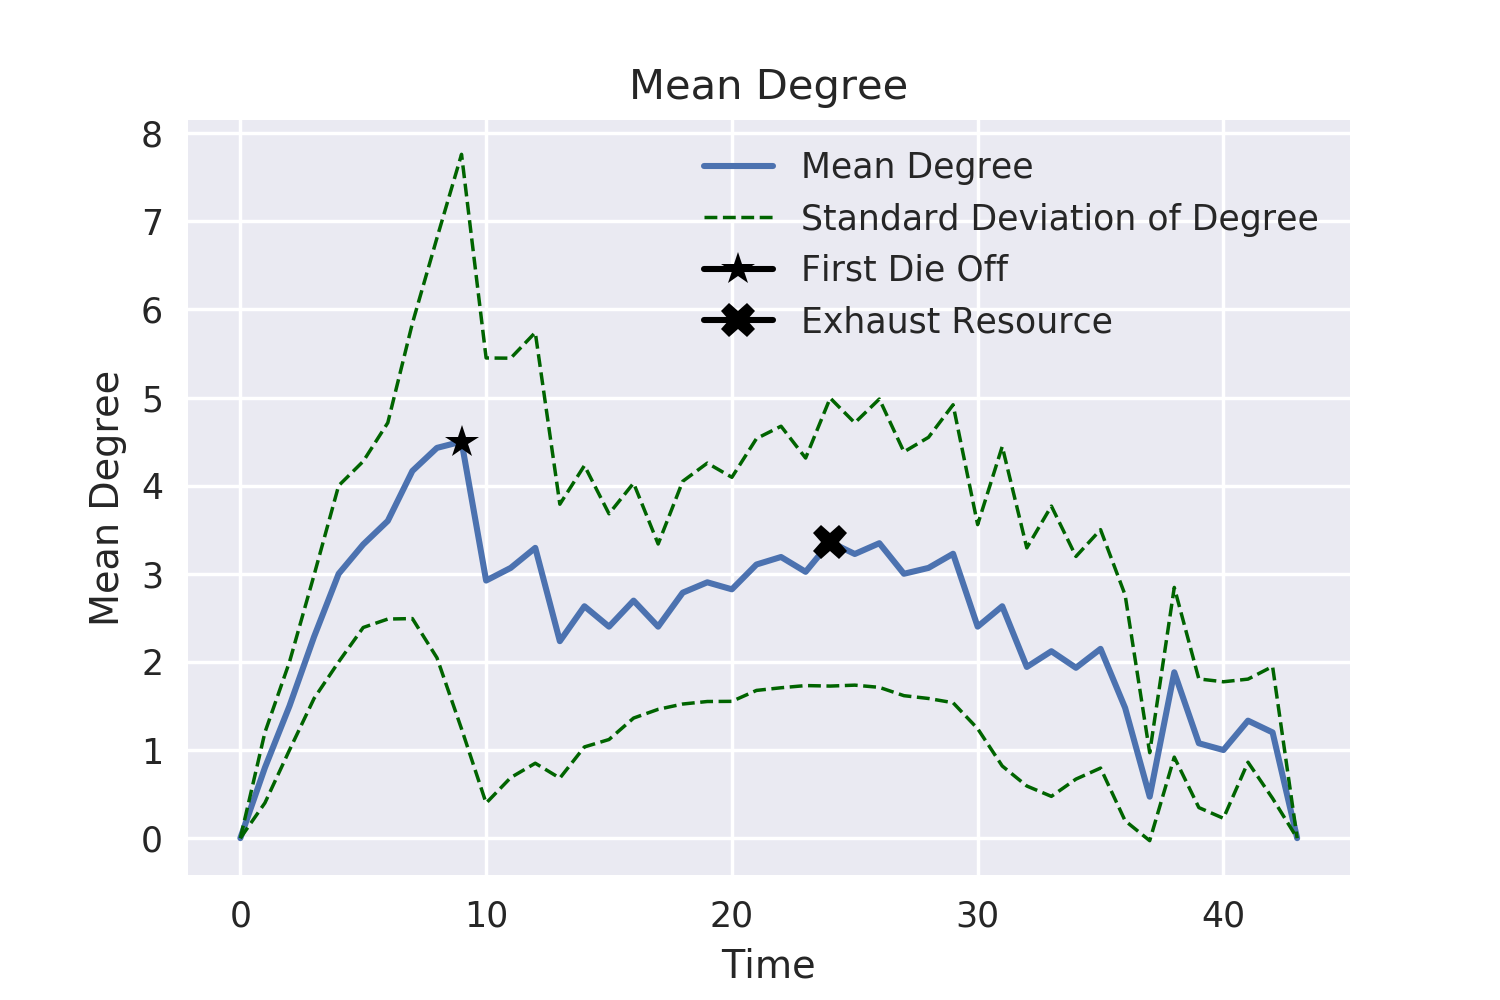 Mean Degree
Mean Degree
Standard Deviation of Degree
First Die Off
Exhaust Resource
8
7
6
5
4
3
2
1
0
Mean Degree
0 10 20 30 40
Time